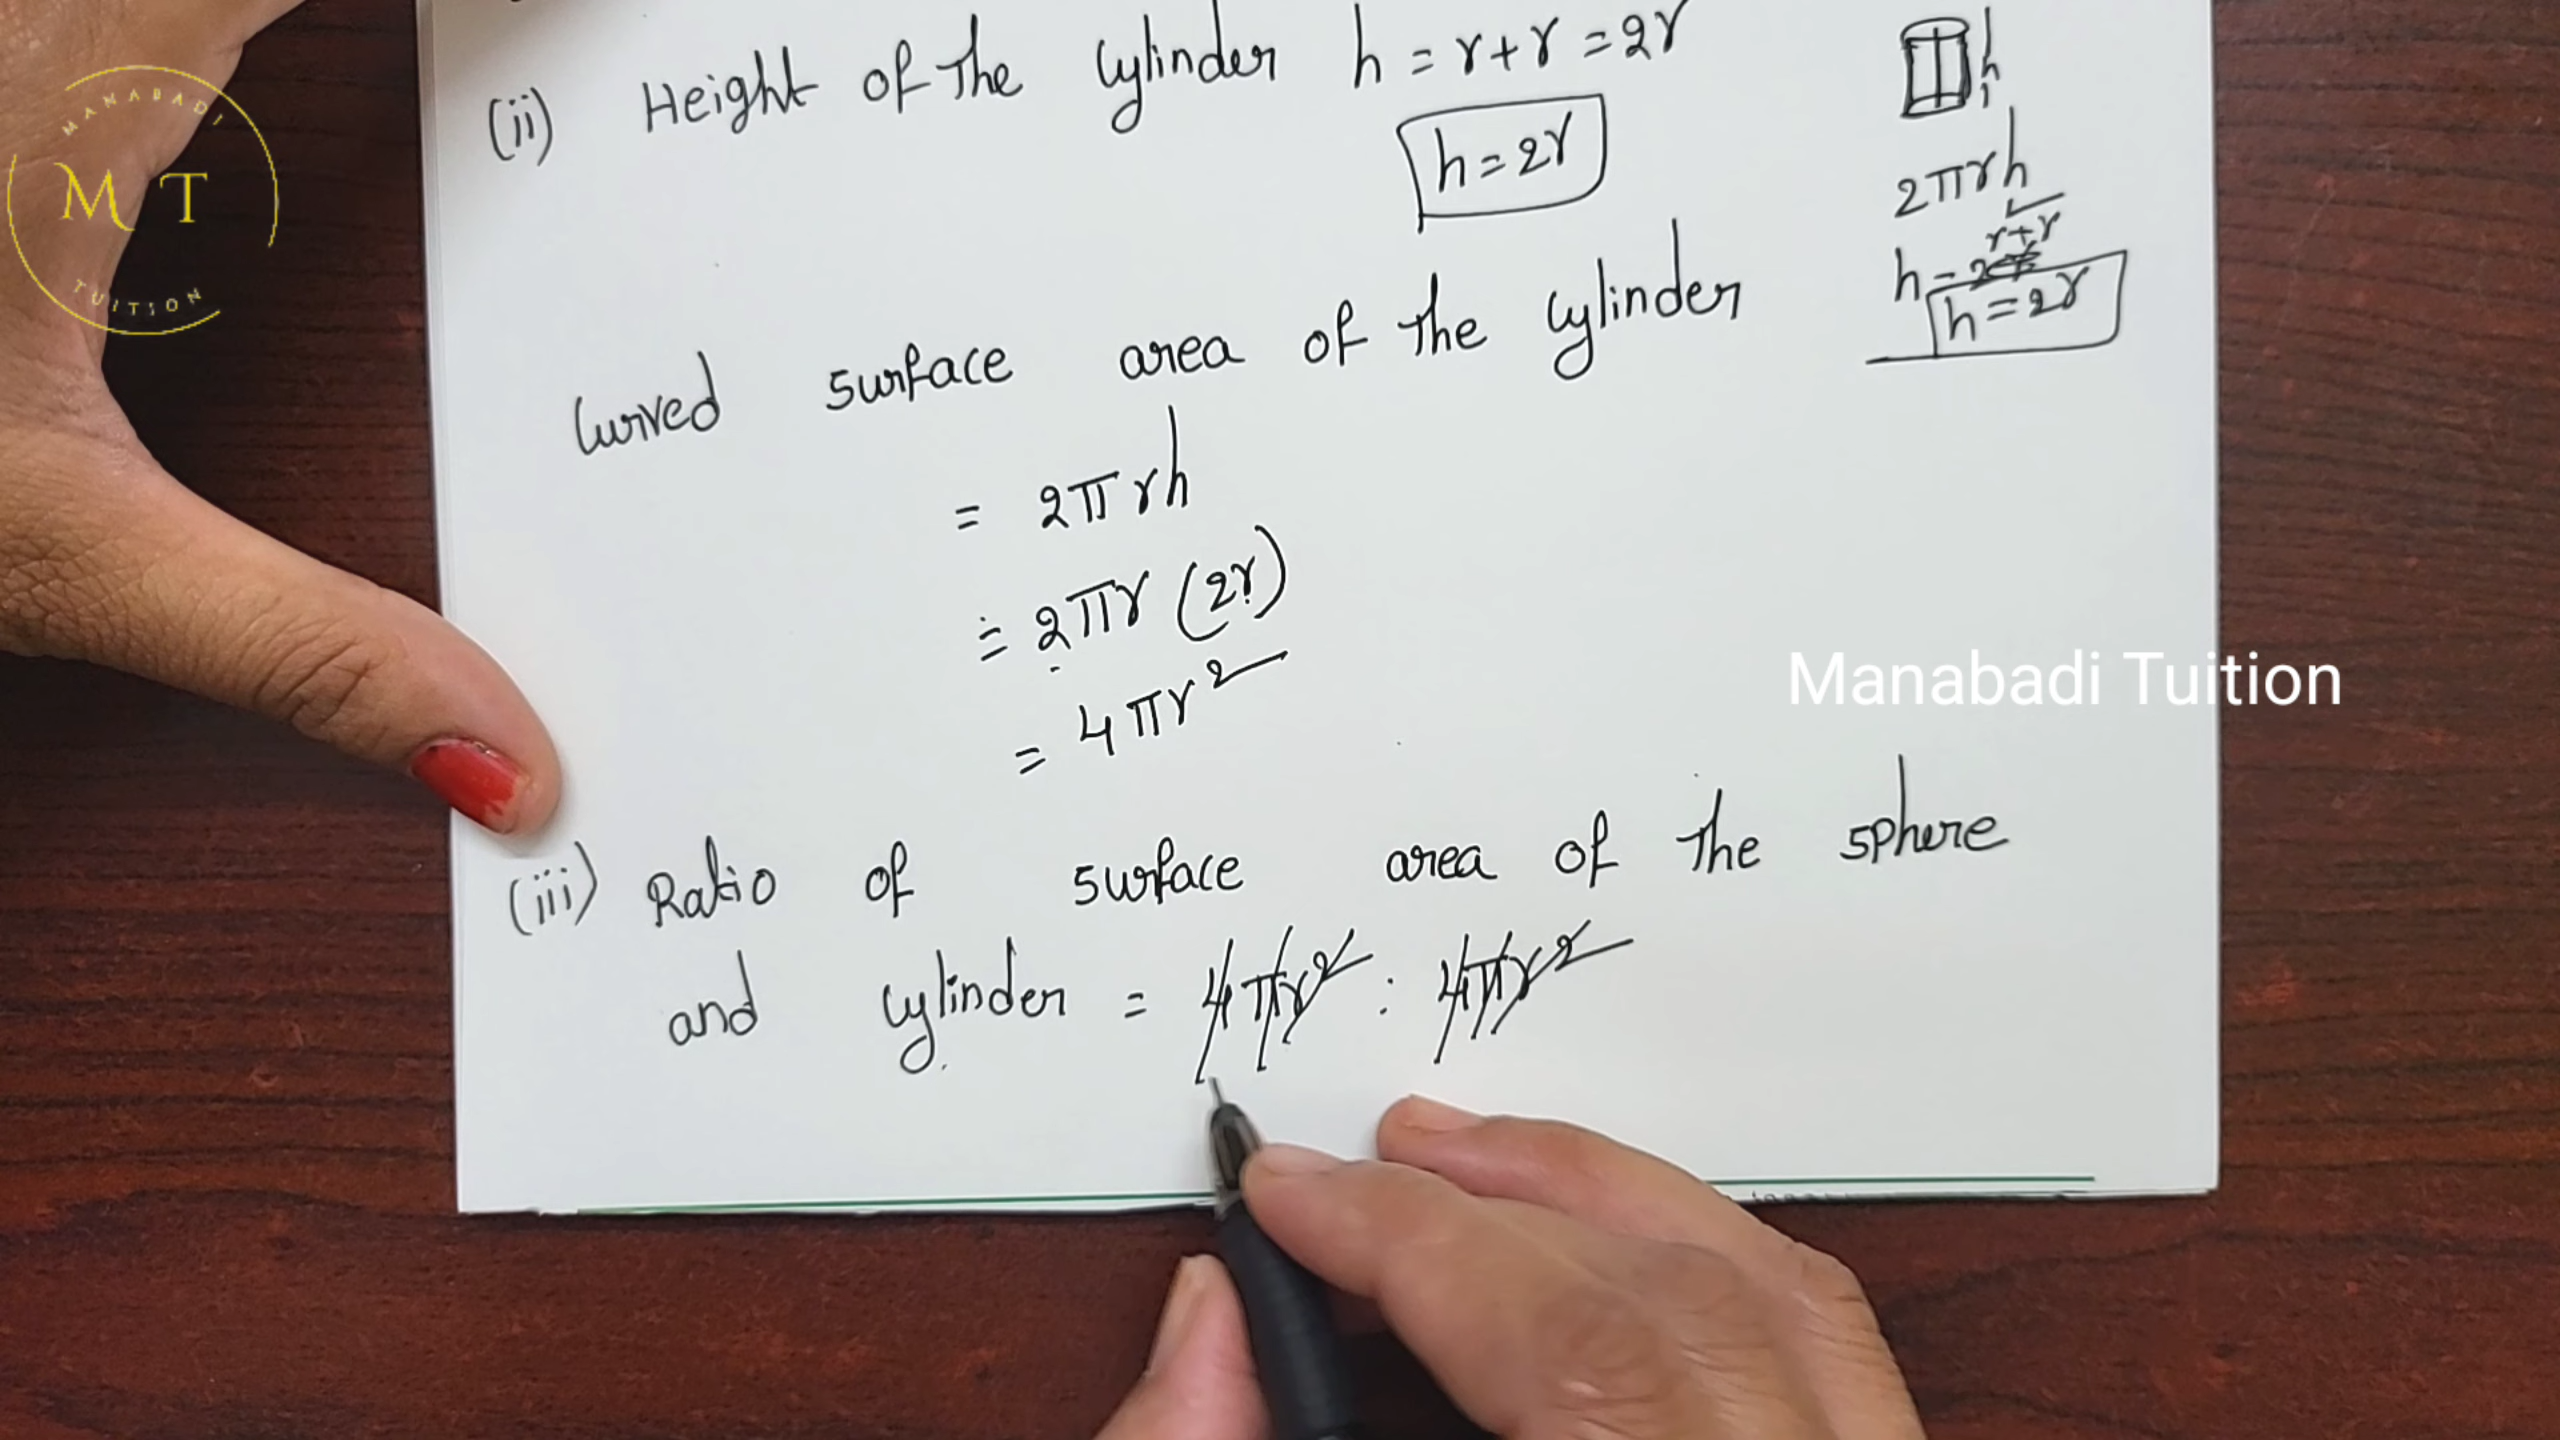 MANABADI
M T
TUITION
(ii) Height of The Cylinder h = r+r = 2r
h = 2r
h
2πrh
r+r
h =
h = 2r
Curved surface area of the Cylinder
= 2πrh
= 2πr (2r)
= 4πr²
Manabadi Tuition
(iii) Ratio of surface area of The sphere
and Cylinder = 4πr² : 4πr²